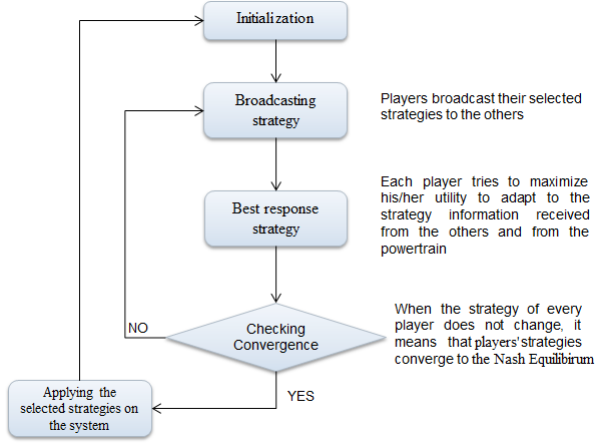 Initialization
Broadcasting
strategy
Players broadcast their selected
strategies to the others
Best response
strategy
Each player tries to maximize
his/her utility to adapt to the
strategy information received
from the others and from the
powertrain
Checking
Convergence
When the strategy of every
player does not change, it
means that players'strategies
converge to the Nash Equilibirum
NO
YES
Applying the
selected strategies on
the system